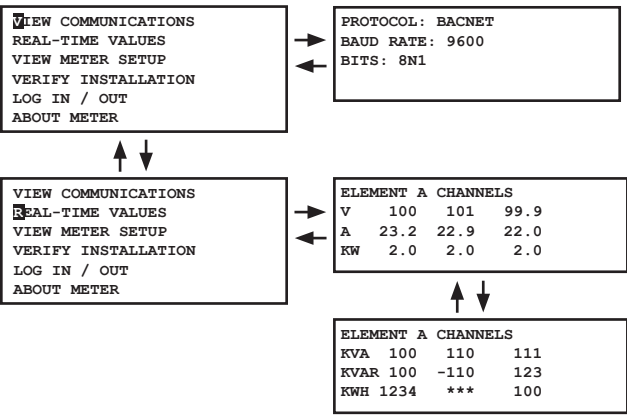 VIEW COMMUNICATIONS
REAL-TIME VALUES
VIEW METER SETUP
VERIFY INSTALLATION
LOG IN / OUT
ABOUT METER
PROTOCOL: BACNET
BAUD RATE: 9600
BITS: 8N1
VIEW COMMUNICATIONS
REAL-TIME VALUES
VIEW METER SETUP
VERIFY INSTALLATION
LOG IN / OUT
ABOUT METER
ELEMENT A CHANNELS
V 100 101 99.9
A 23.2 22.9 22.0
KW 2.0 2.0 2.0
ELEMENT A CHANNELS
KVA 100 110 111
KVAR 100 -110 123
KWH 1234 *** 100